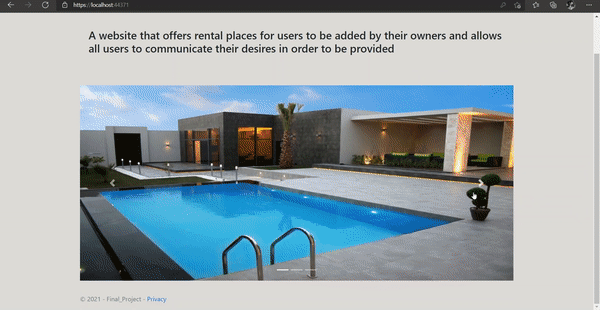 https://localhost:44371
A website that offers rental places for users to be added by their owners and allows
all users to communicate their desires in order to be provided
© 2021 - Final_Project - Privacy